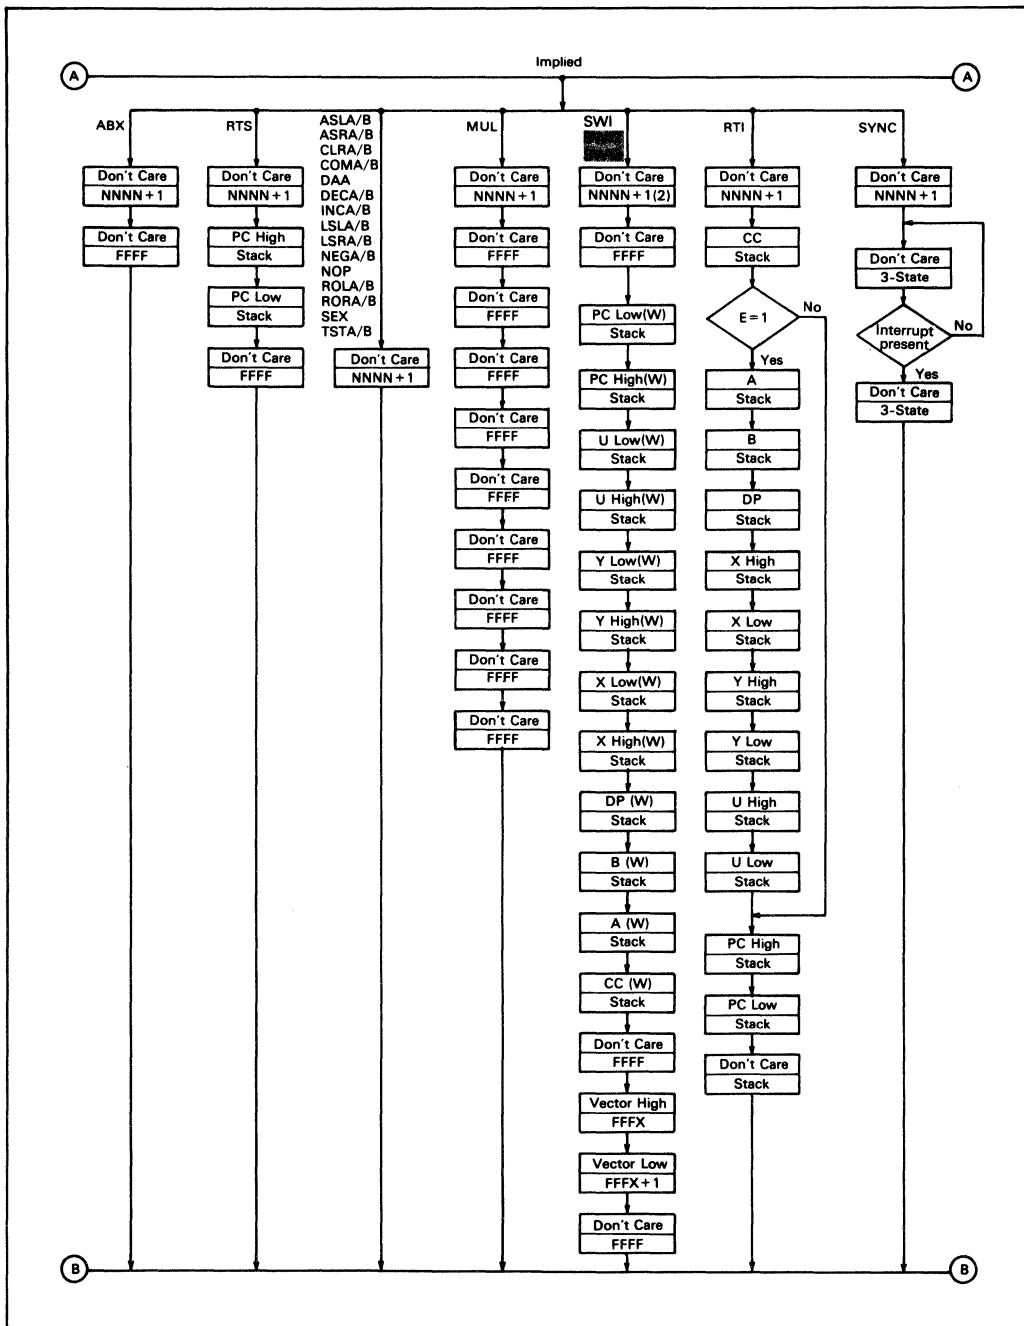 Implied
A
A
ABX
Don't Care
NNNN+1
Don't Care
FFFF
RTS
Don't Care
NNNN+1
PC High
Stack
PC Low
Stack
Don't Care
FFFF
ASLA/B
ASRA/B
CLRA/B
COMA/B
DAA
DECA/B
INCA/B
LSLA/B
LSRA/B
NEGA/B
NOP
ROLA/B
RORA/B
SEX
TSTA/B
Don't Care
NNNN+1
MUL
Don't Care
NNNN+1
Don't Care
FFFF
Don't Care
FFFF
Don't Care
FFFF
Don't Care
FFFF
Don't Care
FFFF
Don't Care
FFFF
Don't Care
FFFF
Don't Care
FFFF
Don't Care
FFFF
SWI
Don't Care
NNNN+1(2)
Don't Care
FFFF
PC Low(W)
Stack
PC High(W)
Stack
U Low(W)
Stack
U High(W)
Stack
Y Low(W)
Stack
Y High(W)
Stack
X Low(W)
Stack
X High(W)
Stack
DP (W)
Stack
B (W)
Stack
A (W)
Stack
CC (W)
Stack
Don't Care
FFFF
Vector High
FFFX
Vector Low
FFFX+1
Don't Care
FFFF
RTI
Don't Care
NNNN+1
CC
Stack
E=1
No
Yes
A
Stack
B
Stack
DP
Stack
X High
Stack
X Low
Stack
Y High
Stack
Y Low
Stack
U High
Stack
U Low
Stack
PC High
Stack
PC Low
Stack
Don't Care
Stack
SYNC
Don't Care
NNNN+1
Don't Care
3-State
Interrupt
present
No
Yes
Don't Care
3-State
B
B